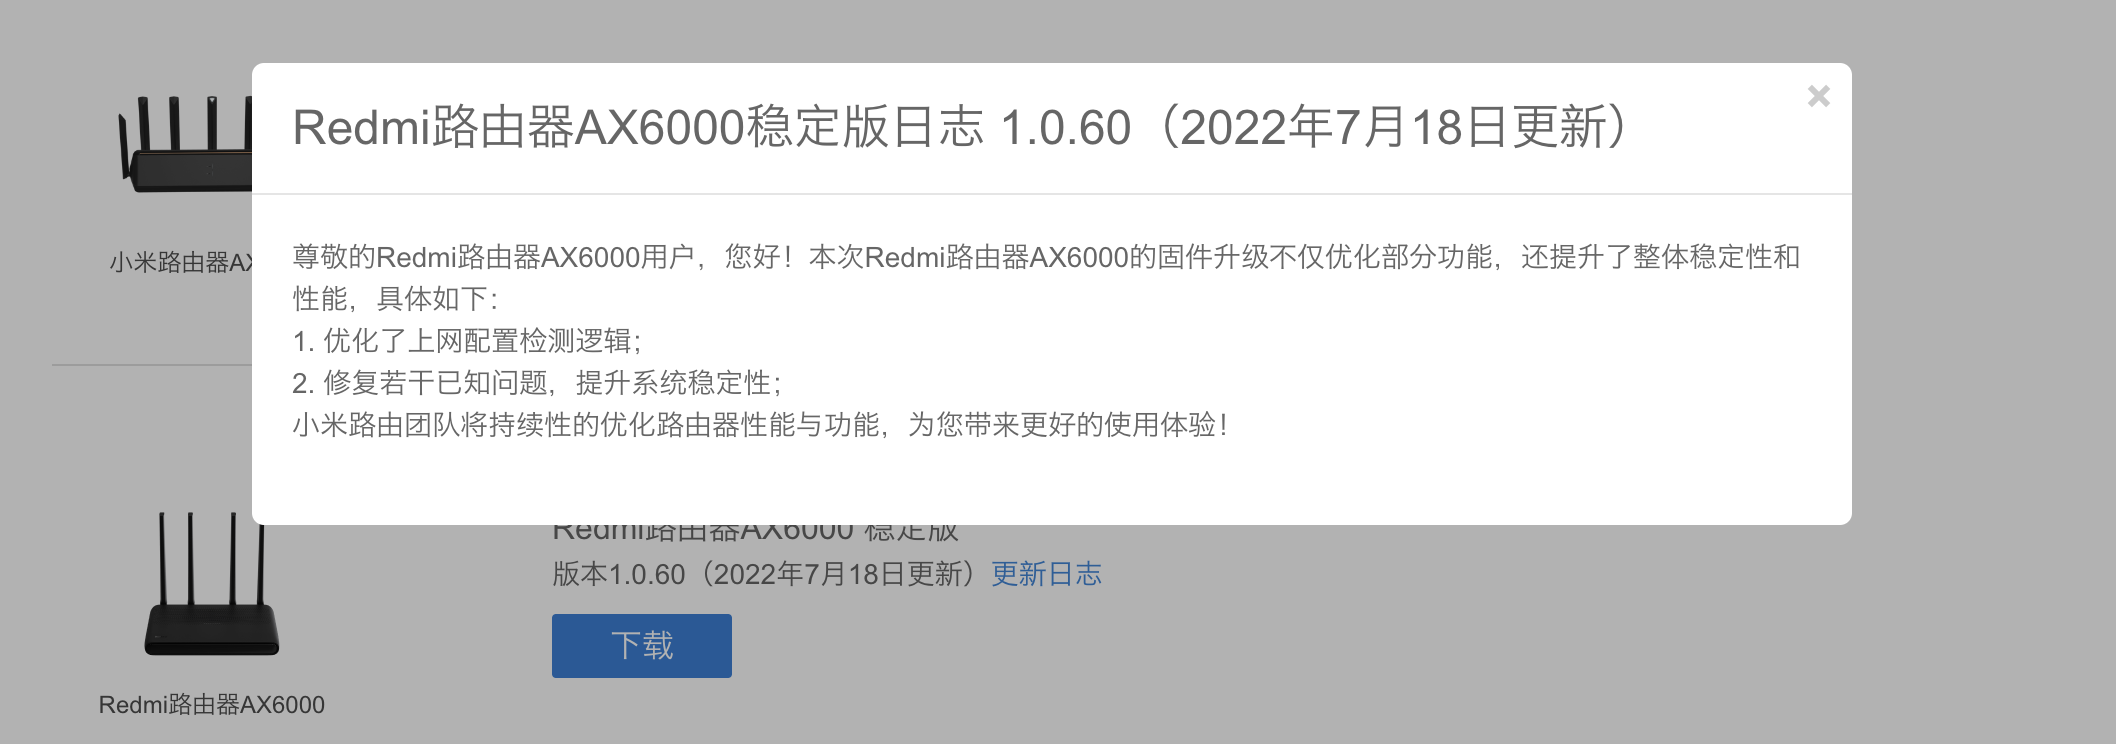 Redmi路由器AX6000稳定版日志 1.0.60（2022年7月18日更新）
×
尊敬的Redmi路由器AX6000用户，您好！本次Redmi路由器AX6000的固件升级不仅优化部分功能，还提升了整体稳定性和
性能，具体如下：
1. 优化了上网配置检测逻辑；
2. 修复若干已知问题，提升系统稳定性；
小米路由团队将持续性的优化路由器性能与功能，为您带来更好的使用体验！
小米路由器AX
Redmi路由器AX6000 稳定版
版本1.0.60（2022年7月18日更新）更新日志
下载
Redmi路由器AX6000